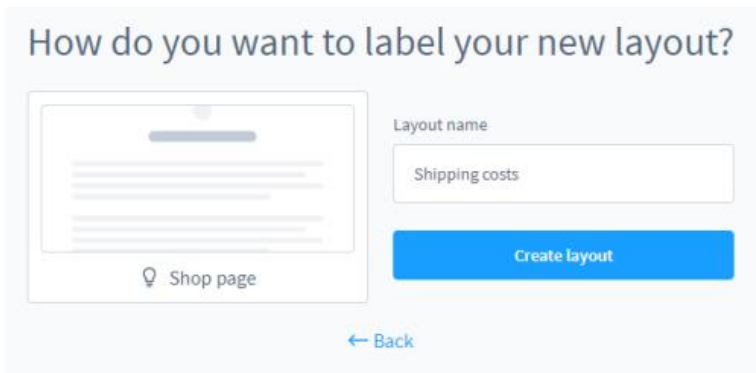 How do you want to label your new layout?
Layout name
Shipping costs
Create layout
Shop page
← Back